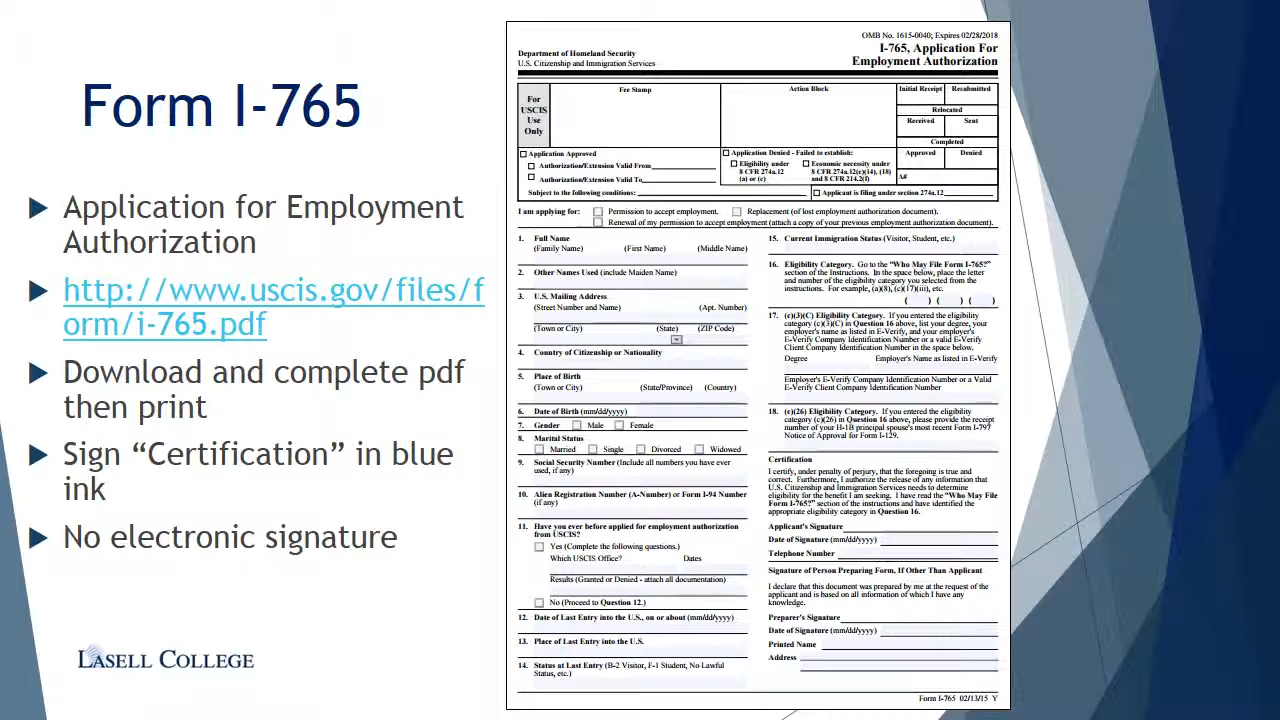 Form I-765
Application for Employment
Authorization
http://www.uscis.gov/files/f
orm/i-765.pdf
Download and complete pdf
then print
Sign “Certification” in blue
ink
No electronic signature
LASELL COLLEGE
OMB No. 1615-0040; Expires 02/28/2018
Department of Homeland Security
U.S. Citizenship and Immigration Services
I-765, Application For
Employment Authorization
For
USCIS
Use
Only
Fee Stamp
Action Block
Initial Receipt Resubmitted
Relocated
Received Sent
Completed
Approved Denied
A#
Application Approved
Authorization/Extension Valid From
Authorization/Extension Valid To
Application Denied - Failed to establish:
Eligibility under
8 CFR 274a.12
(a) or (c)
Economic necessity under
8 CFR 274a.12(c)(14), (18)
and 8 CFR 214.2(f)
Subject to the following conditions:
Applicant is filing under section 274a.12
I am applying for: Permission to accept employment. Replacement (of lost employment authorization document).
Renewal of my permission to accept employment (attach a copy of your previous employment authorization document).
1. Full Name
(Family Name) (First Name) (Middle Name)
2. Other Names Used (include Maiden Name)
3. U.S. Mailing Address
(Street Number and Name) (Apt. Number)
(Town or City) (State) (ZIP Code)
4. Country of Citizenship or Nationality
5. Place of Birth
(Town or City) (State/Province) (Country)
6. Date of Birth (mm/dd/yyyy)
7. Gender Male Female
8. Marital Status
Married Single Divorced Widowed
9. Social Security Number (Include all numbers you have ever
used, if any)
10. Alien Registration Number (A-Number) or Form I-94 Number
(if any)
11. Have you ever before applied for employment authorization
from USCIS?
Yes (Complete the following questions.)
Which USCIS Office? Dates
Results (Granted or Denied - attach all documentation)
No (Proceed to Question 12.)
12. Date of Last Entry into the U.S., on or about (mm/dd/yyyy)
13. Place of Last Entry into the U.S.
14. Status at Last Entry (B-2 Visitor, F-1 Student, No Lawful
Status, etc.)
15. Current Immigration Status (Visitor, Student, etc.)
16. Eligibility Category. Go to the "Who May File Form I-765?"
section of the Instructions. In the space below, place the letter
and number of the eligibility category you selected from the
instructions. For example, (a)(8), (c)(17)(iii), etc.
( ) ( ) ( )
17. (c)(3)(C) Eligibility Category. If you entered the eligibility
category (c)(3)(C) in Question 16 above, list your degree, your
employer's name as listed in E-Verify, and your employer's
E-Verify Company Identification Number or a valid E-Verify
Client Company Identification Number in the space below.
Degree Employer's Name as listed in E-Verify
Employer's E-Verify Company Identification Number or a Valid
E-Verify Client Company Identification Number
18. (c)(26) Eligibility Category. If you entered the eligibility
category (c)(26) in Question 16 above, please provide the receipt
number of your H-1B principal spouse's most recent Form I-797
Notice of Approval for Form I-129.
Certification
I certify, under penalty of perjury, that the foregoing is true and
correct. Furthermore, I authorize the release of any information that
U.S. Citizenship and Immigration Services needs to determine
eligibility for the benefit I am seeking. I have read the "Who May File
Form I-765?" section of the instructions and have identified the
appropriate eligibility category in Question 16.
Applicant's Signature
Date of Signature (mm/dd/yyyy)
Telephone Number
Signature of Person Preparing Form, If Other Than Applicant
I declare that this document was prepared by me at the request of the
applicant and is based on all information of which I have any
knowledge.
Preparer's Signature
Date of Signature (mm/dd/yyyy)
Printed Name
Address
Form I-765 02/13/15 Y